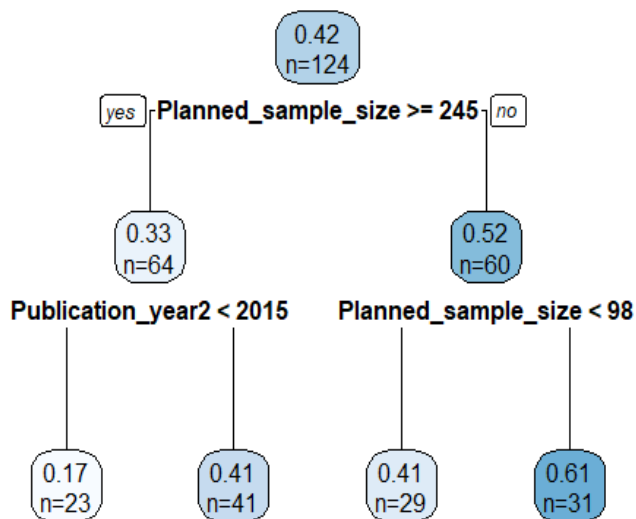 0.42
n=124
yes
Planned_sample_size >= 245
no
0.33
n=64
0.52
n=60
Publication_year2 < 2015
Planned_sample_size < 98
0.17
n=23
0.41
n=41
0.41
n=29
0.61
n=31